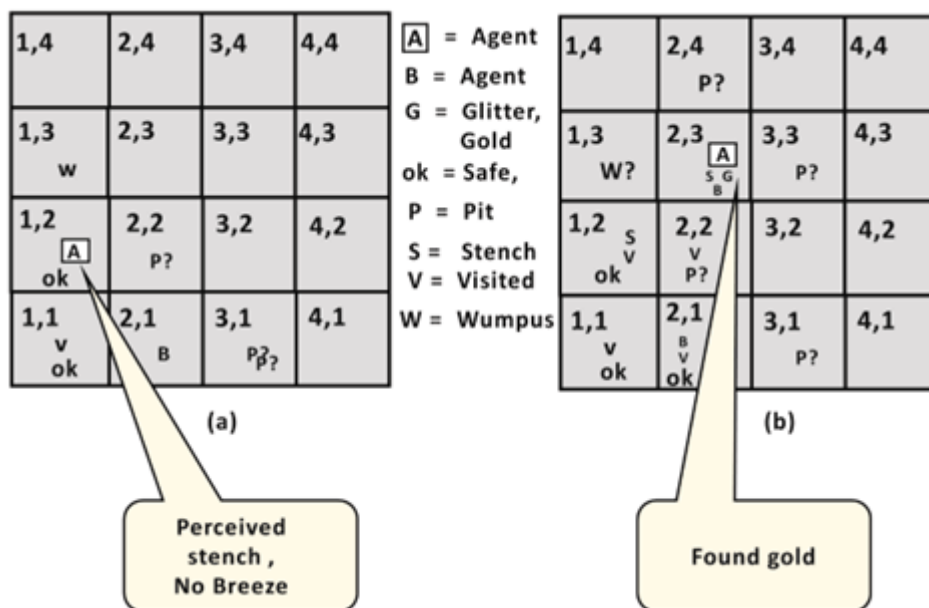 1,4 2,4 3,4 4,4
1,3 2,3 3,3 4,3
w
1,2 2,2 3,2 4,2
A
P?
ok
1,1 2,1 3,1 4,1
v
B
P?
P?
ok
(a)
Perceived
stench ,
No Breeze
A = Agent
B = Agent
G = Glitter,
Gold
ok = Safe,
P = Pit
S = Stench
V = Visited
W = Wumpus
1,4 2,4 3,4 4,4
P?
1,3 2,3 3,3 4,3
A
W?
S G
P?
B
1,2 2,2 3,2 4,2
S
V
V
ok
P?
1,1 2,1 3,1 4,1
B
v
V
P?
ok
ok
(b)
Found gold